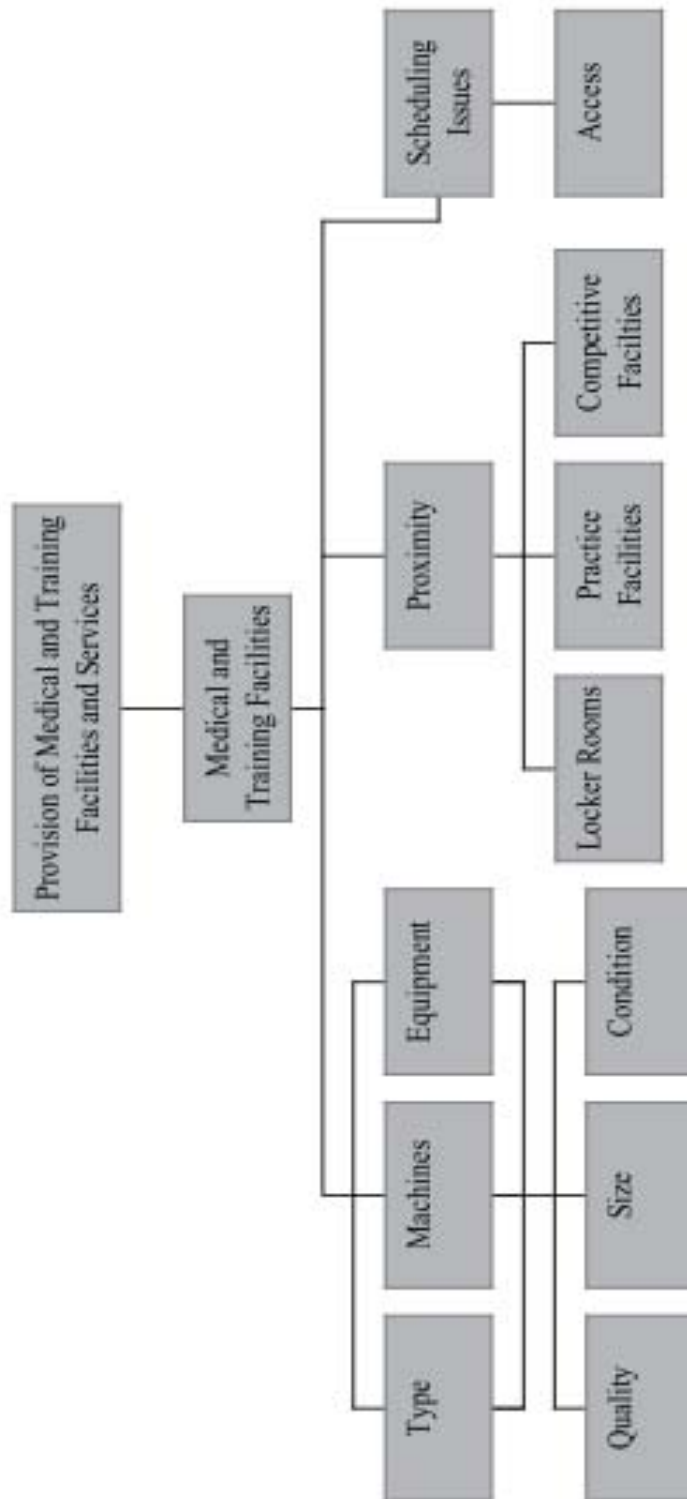 Provision of Medical and Training
Facilities and Services
Medical and
Training Facilities
Type
Machines
Equipment
Proximity
Scheduling
Issues
Quality
Size
Condition
Locker Rooms
Practice
Facilities
Competitive
Facilties
Access